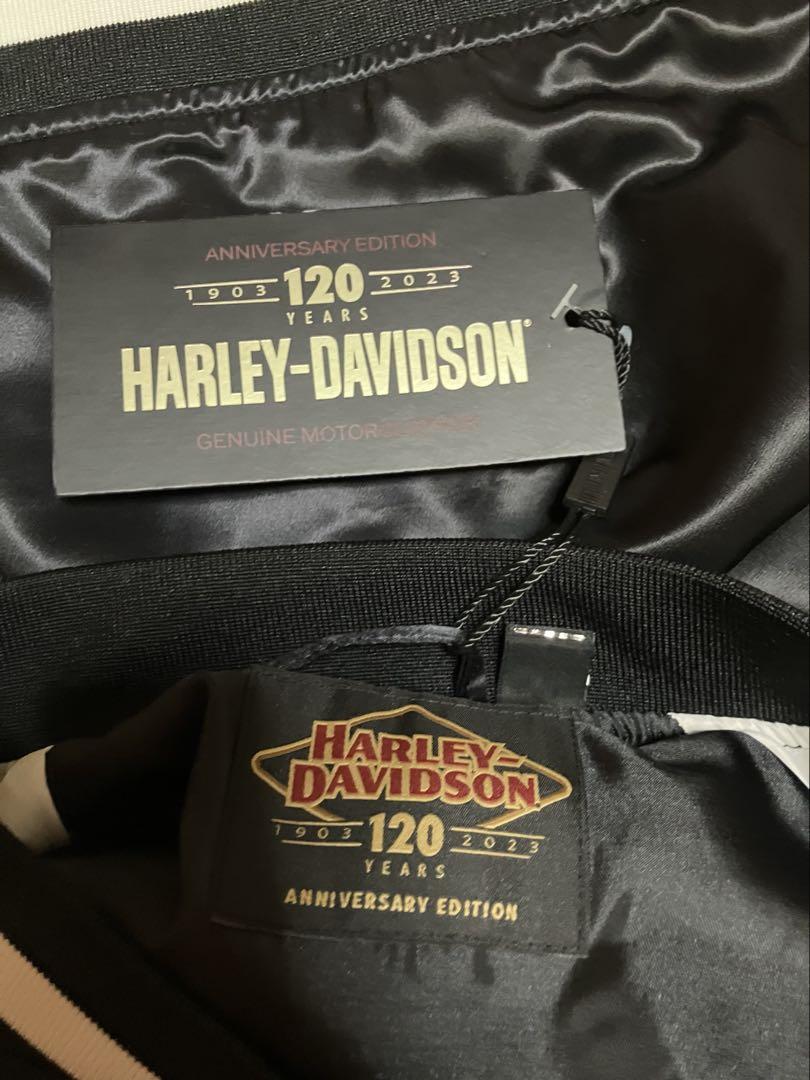 ANNIVERSARY EDITION
1903 120 2023
YEARS
HARLEY-DAVIDSON®
GENUINE MOTOR
HARLEY-
DAVIDSON
1903 120 2023
YEARS
ANNIVERSARY EDITION